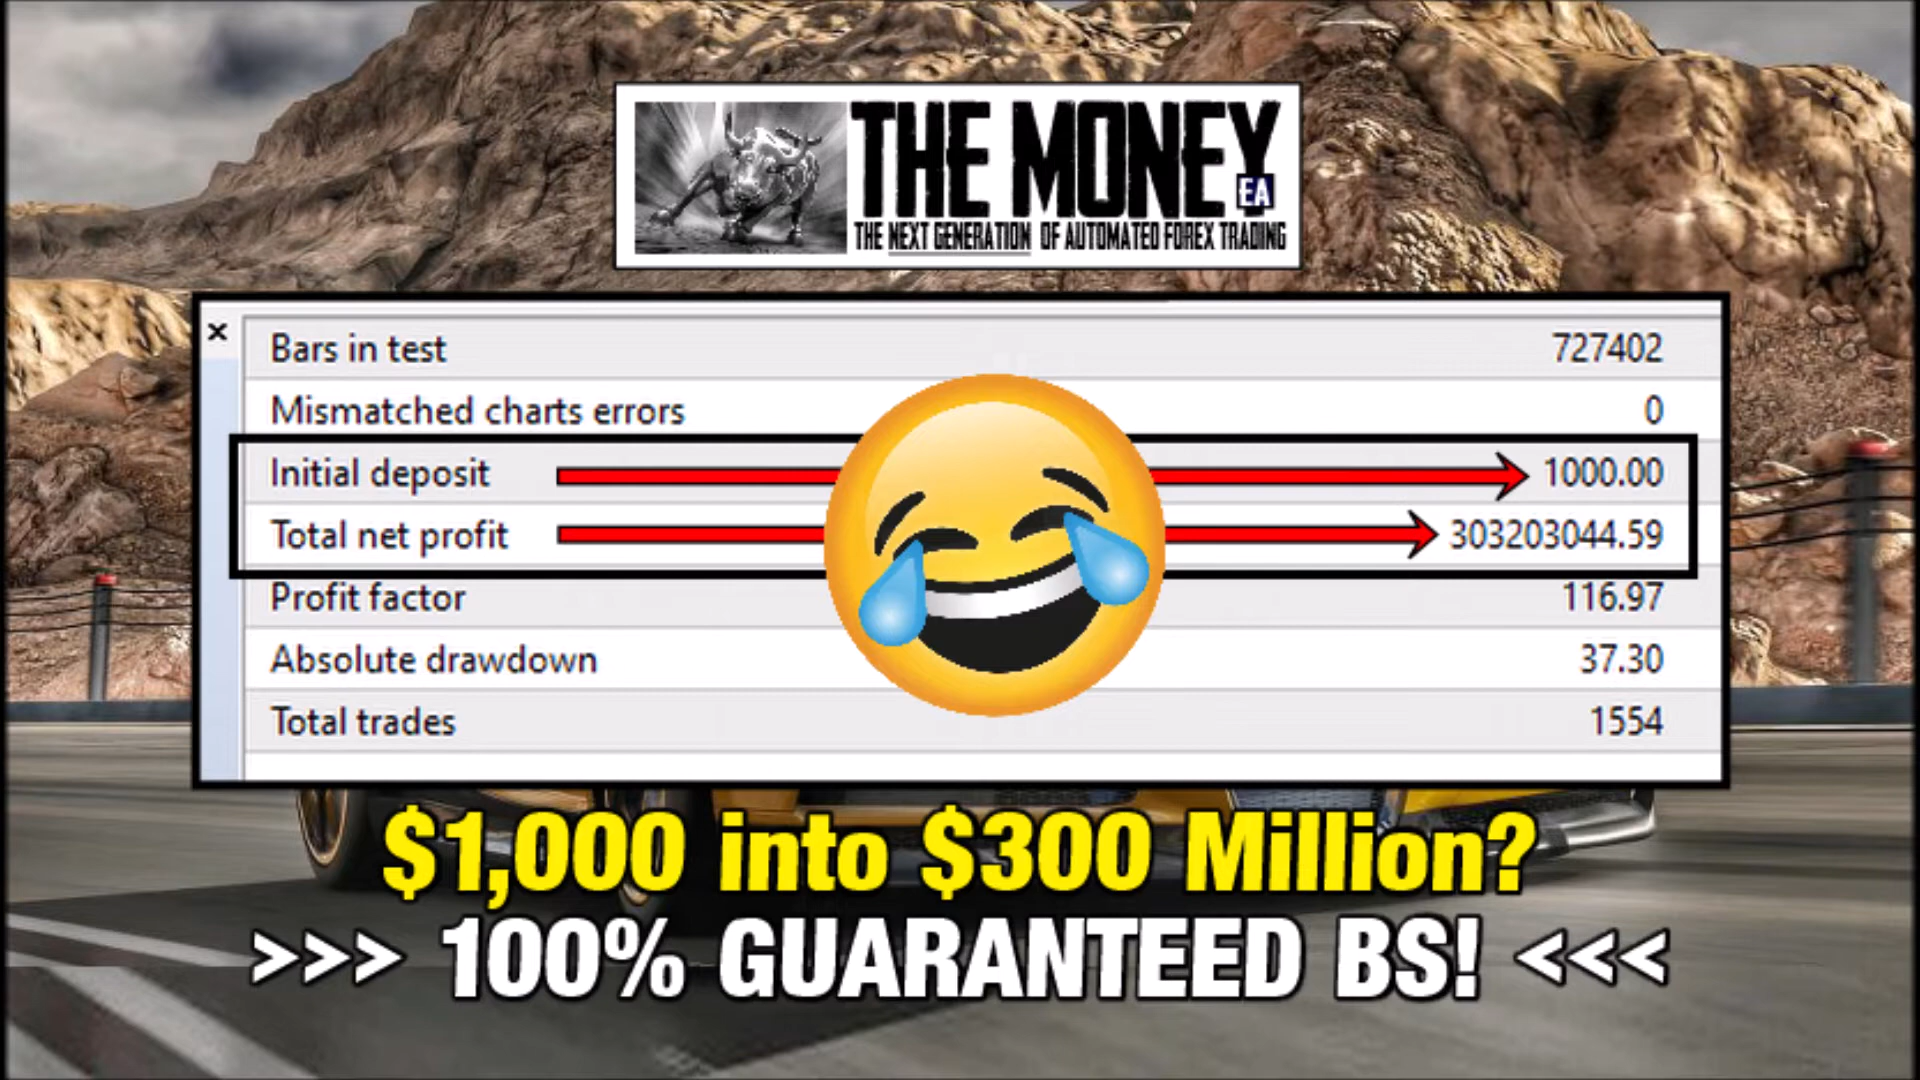 THE MONEY
EA
THE NEXT GENERATION OF AUTOMATED FOREX TRADING
×
Bars in test 727402
Mismatched charts errors 0
Initial deposit 1000.00
Total net profit 303203044.59
Profit factor 116.97
Absolute drawdown 37.30
Total trades 1554
$1,000 into $300 Million?
>>> 100% GUARANTEED BS! <<<